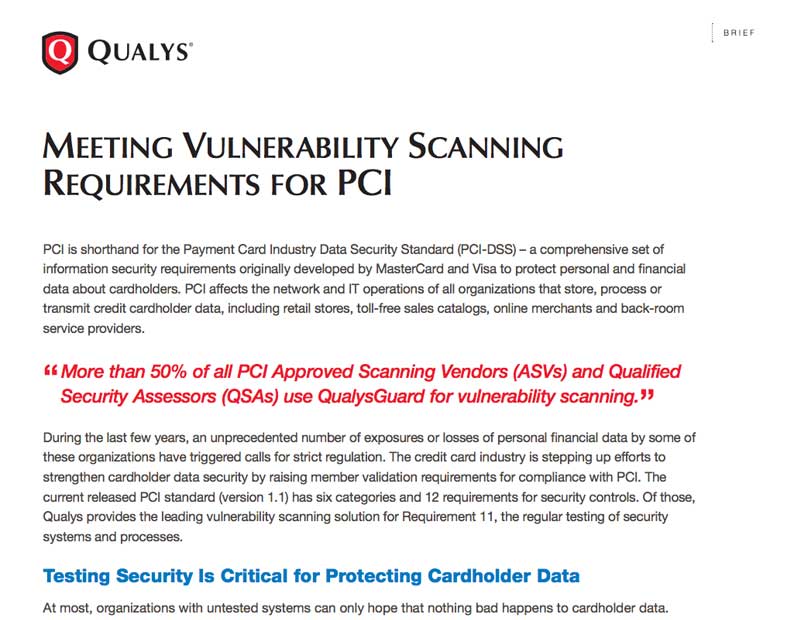 QUALYS®
BRIEF
MEETING VULNERABILITY SCANNING
REQUIREMENTS FOR PCI
PCI is shorthand for the Payment Card Industry Data Security Standard (PCI-DSS) – a comprehensive set of
information security requirements originally developed by MasterCard and Visa to protect personal and financial
data about cardholders. PCI affects the network and IT operations of all organizations that store, process or
transmit credit cardholder data, including retail stores, toll-free sales catalogs, online merchants and back-room
service providers.
“More than 50% of all PCI Approved Scanning Vendors (ASVs) and Qualified
Security Assessors (QSAs) use QualysGuard for vulnerability scanning.”
During the last few years, an unprecedented number of exposures or losses of personal financial data by some of
these organizations have triggered calls for strict regulation. The credit card industry is stepping up efforts to
strengthen cardholder data security by raising member validation requirements for compliance with PCI. The
current released PCI standard (version 1.1) has six categories and 12 requirements for security controls. Of those,
Qualys provides the leading vulnerability scanning solution for Requirement 11, the regular testing of security
systems and processes.
Testing Security Is Critical for Protecting Cardholder Data
At most, organizations with untested systems can only hope that nothing bad happens to cardholder data.